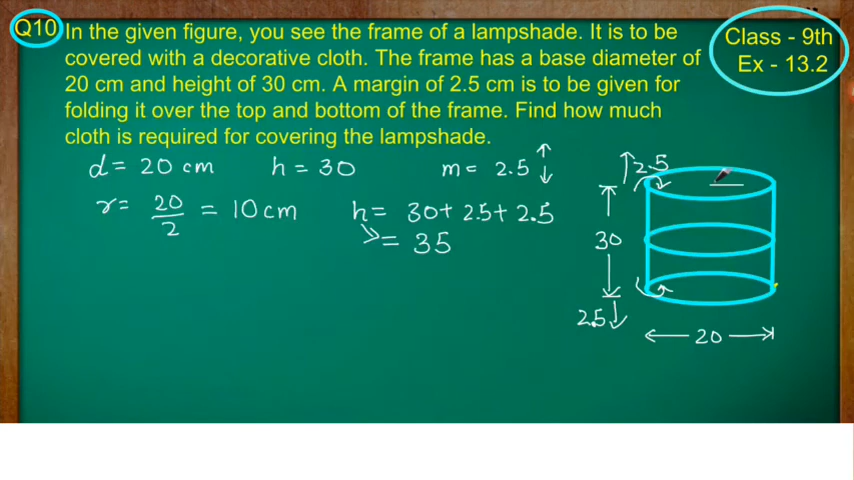 Q10 In the given figure, you see the frame of a lampshade. It is to be
covered with a decorative cloth. The frame has a base diameter of
20 cm and height of 30 cm. A margin of 2.5 cm is to be given for
folding it over the top and bottom of the frame. Find how much
cloth is required for covering the lampshade.
Class - 9th
Ex - 13.2
d = 20 cm h = 30 m = 2.5
r = 20/2 = 10 cm h = 30 + 2.5 + 2.5
= 35
2.5
30
2.5
20